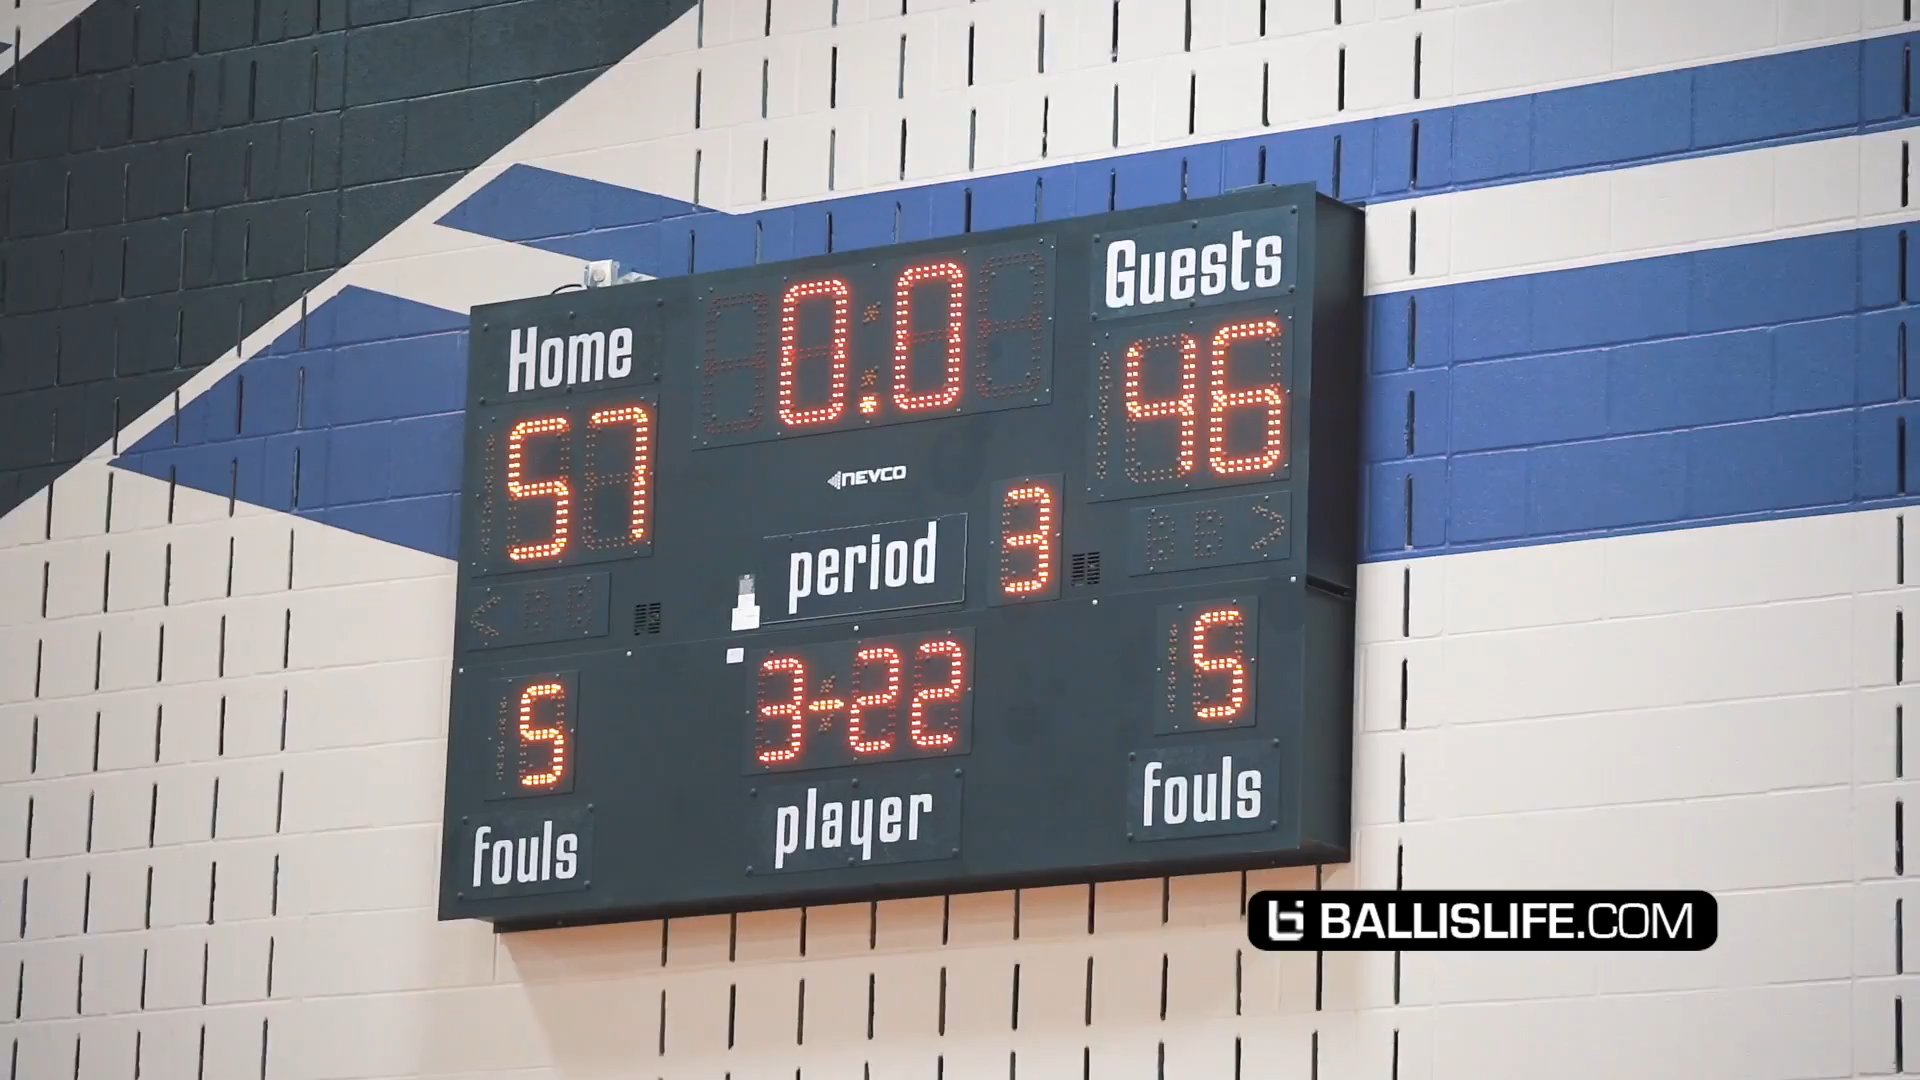 Home
0.0
Guests
57
46
NEVCO
period 3
5
3-22
5
fouls
player
fouls
BALLISLIFE.COM